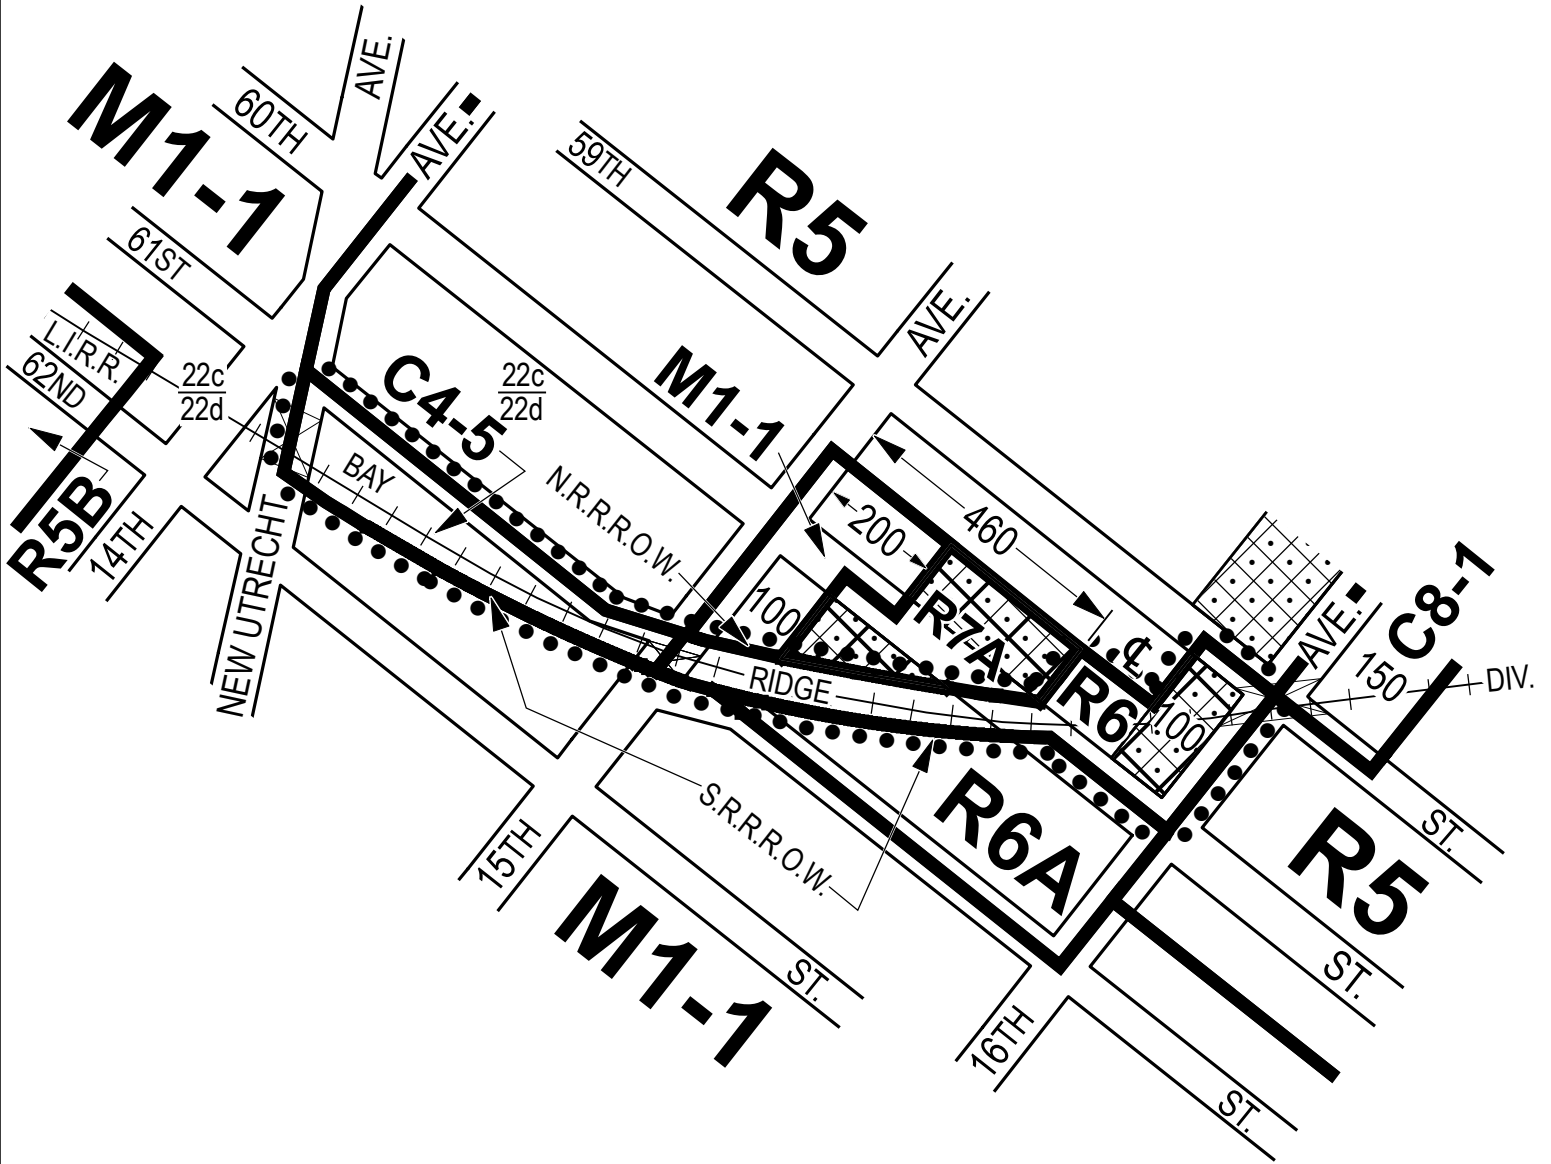 AVE.
M1-1
60TH
AVE.
59TH
R5
61ST
AVE.
L.I.R.R.
62ND
22c
22d
C4-5
22c
22d
M1-1
BAY
N.R.R.R.O.W.
200
460
R5B
14TH
NEW UTRECHT
100
R7A
℄
AVE.
C8-1
150
DIV.
RIDGE
R6
100
S.R.R.R.O.W.
R6A
15TH
ST.
R5
M1-1
ST.
ST.
16TH
ST.